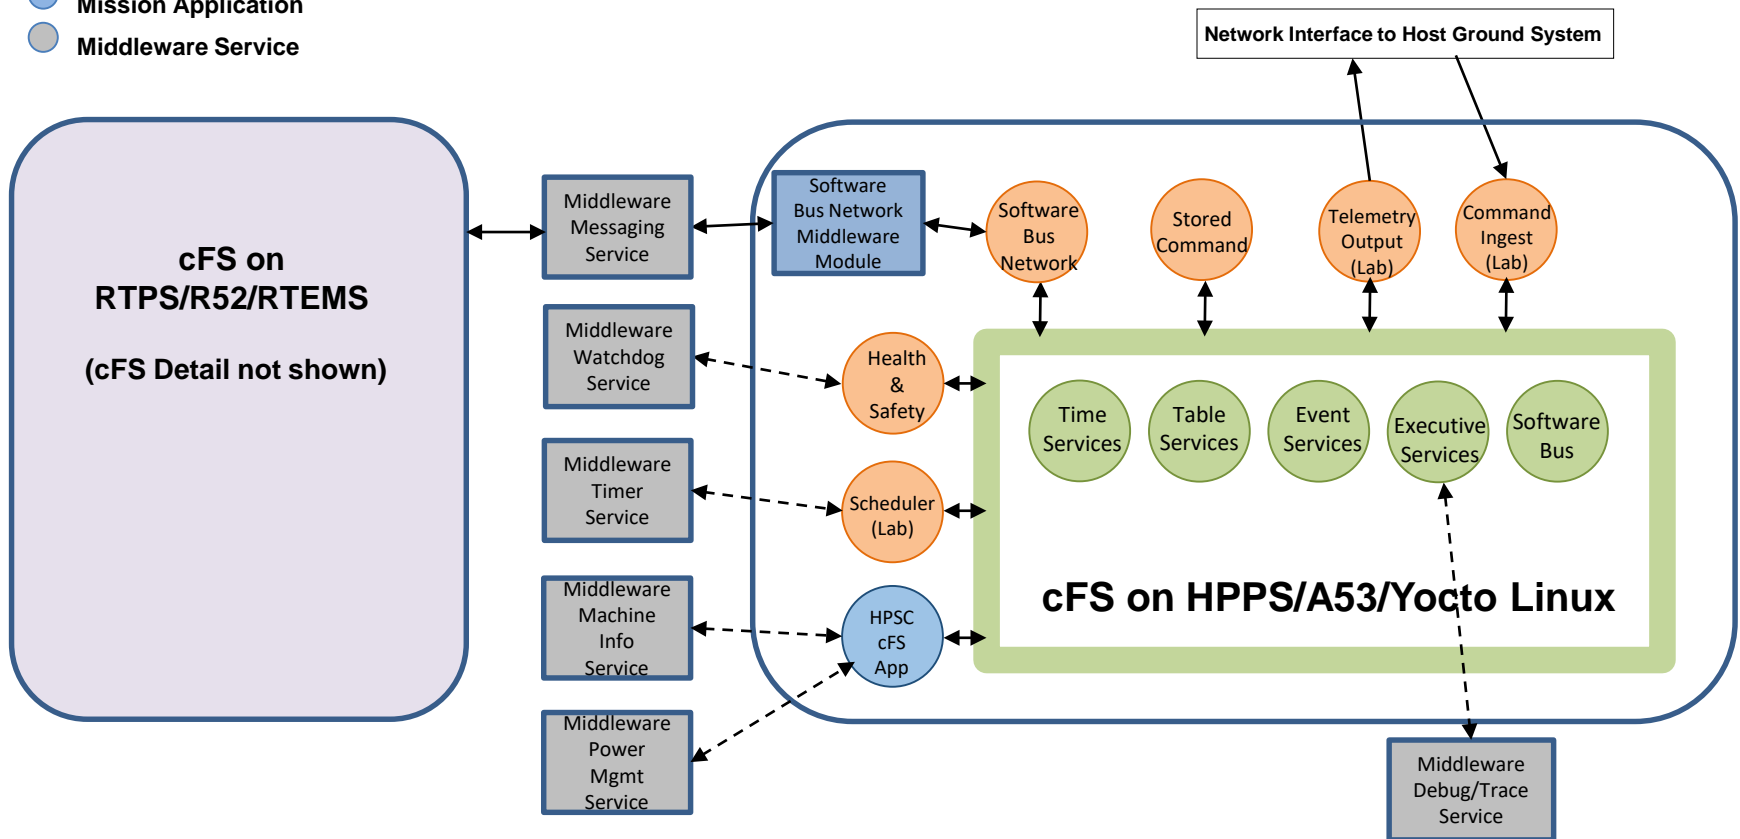 Mission Application
Middleware Service
Network Interface to Host Ground System
cFS on
RTPS/R52/RTEMS
(cFS Detail not shown)
Middleware
Messaging
Service
Software
Bus Network
Middleware
Module
Software
Bus
Network
Stored
Command
Telemetry
Output
(Lab)
Command
Ingest
(Lab)
Middleware
Watchdog
Service
Health
&
Safety
Time
Services
Table
Services
Event
Services
Executive
Services
Software
Bus
Middleware
Timer
Service
Scheduler
(Lab)
cFS on HPPS/A53/Yocto Linux
Middleware
Machine
Info
Service
HPSC
cFS
App
Middleware
Power
Mgmt
Service
Middleware
Debug/Trace
Service